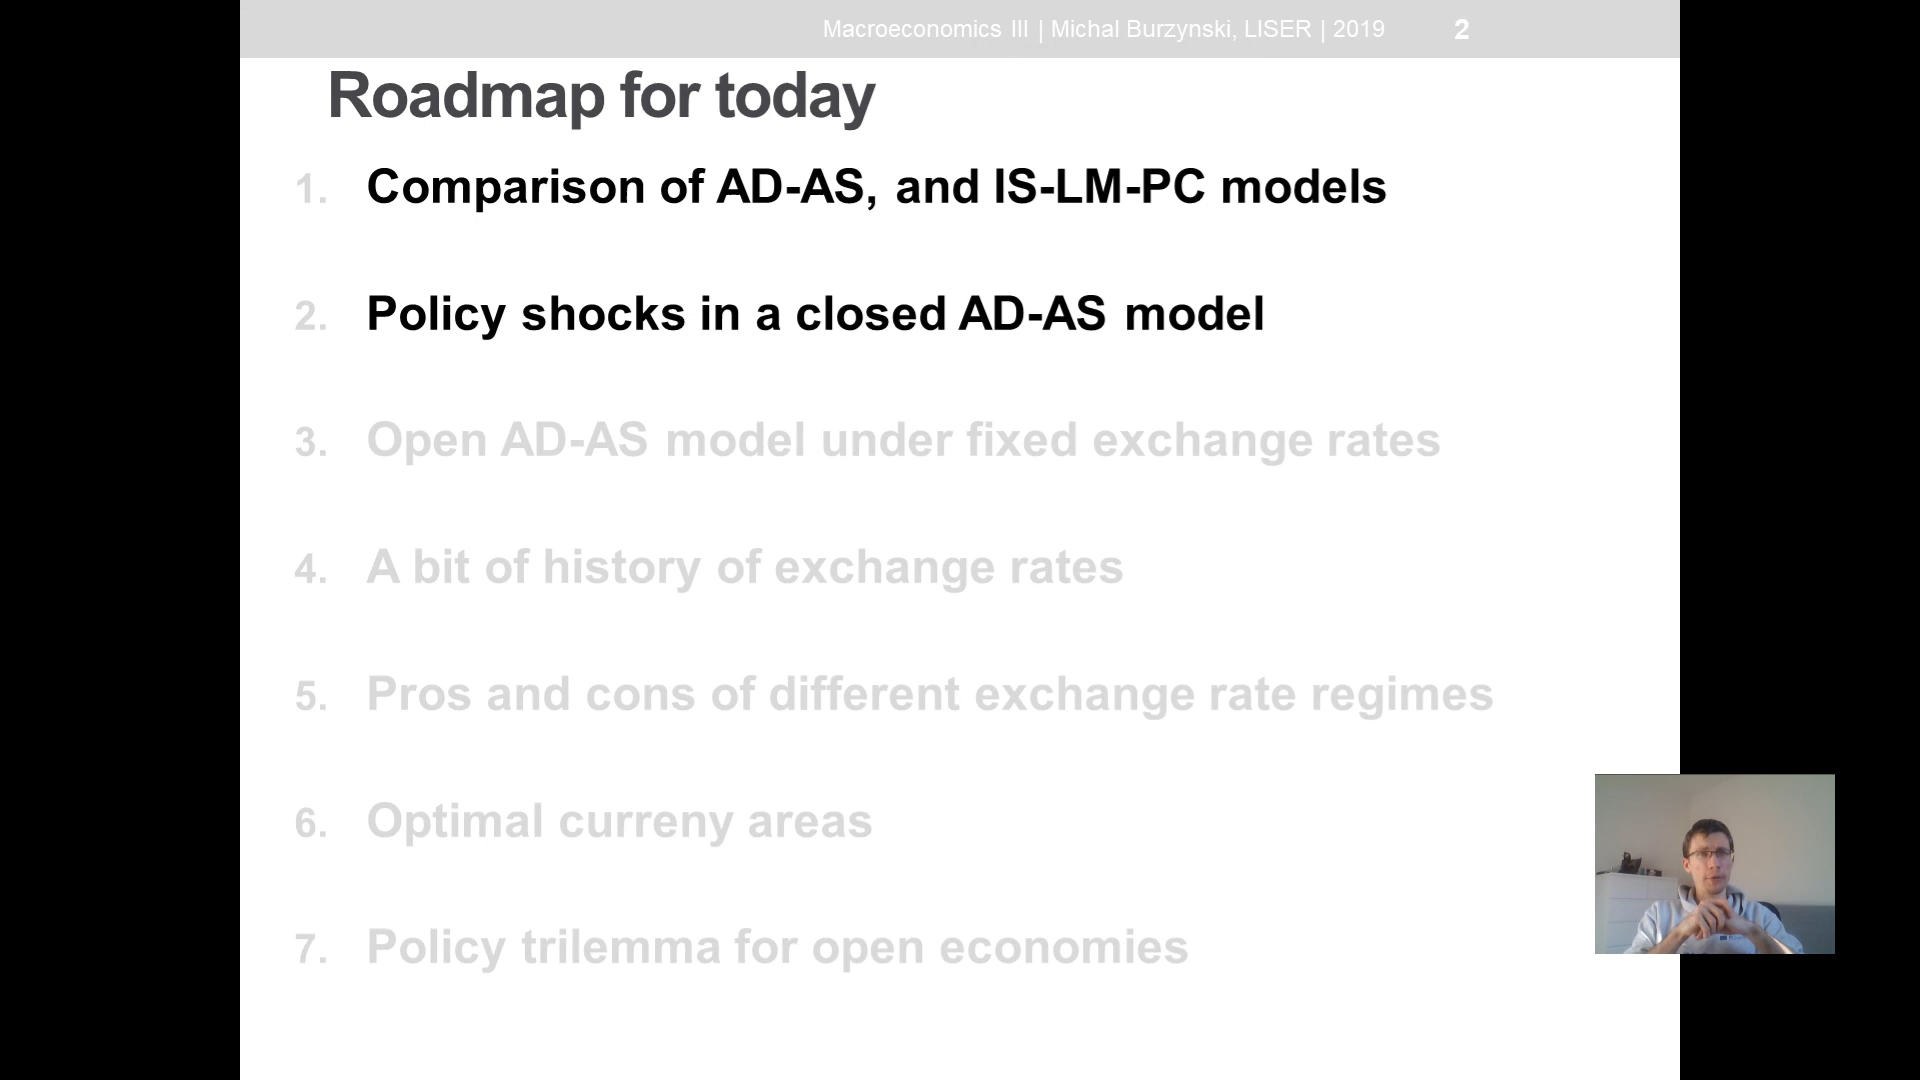 Macroeconomics III | Michal Burzynski, LISER | 2019 2
Roadmap for today
1. Comparison of AD-AS, and IS-LM-PC models
2. Policy shocks in a closed AD-AS model
3. Open AD-AS model under fixed exchange rates
4. A bit of history of exchange rates
5. Pros and cons of different exchange rate regimes
6. Optimal curreny areas
7. Policy trilemma for open economies